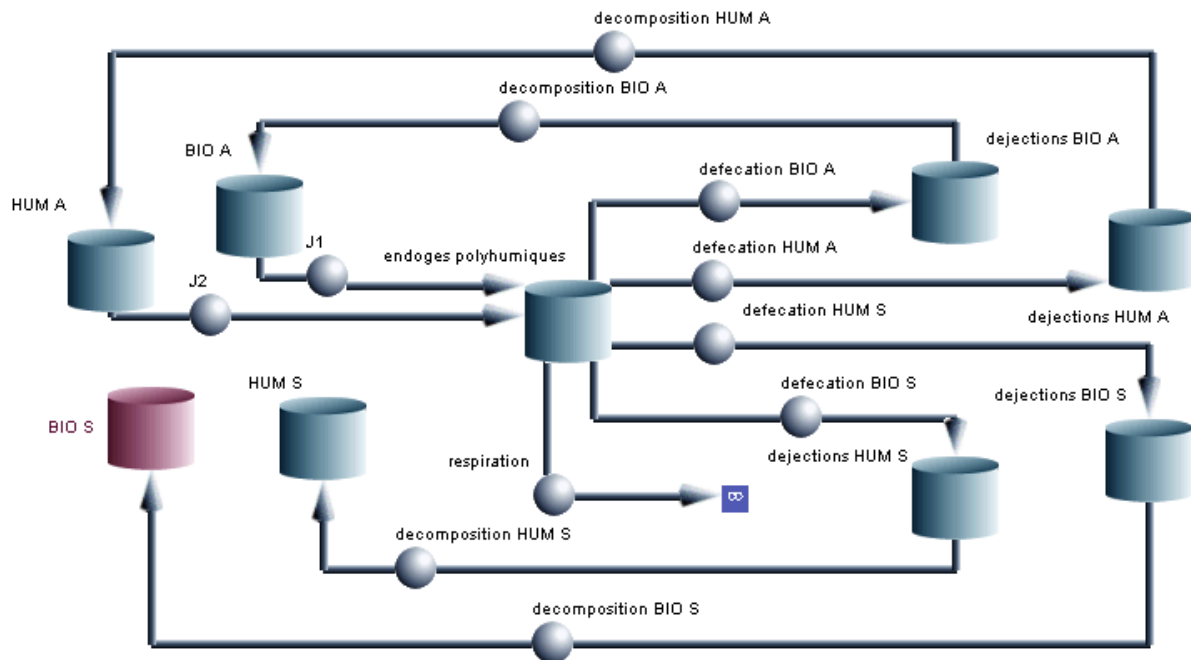 decomposition HUM A
decomposition BIO A
dejections BIO A
BIO A
defecation BIO A
HUM A
J1
endoges polyhumiques
defecation HUM A
J2
defecation HUM S
dejections HUM A
HUM S
defecation BIO S
dejections BIO S
BIO S
respiration
dejections HUM S
decomposition HUM S
decomposition BIO S